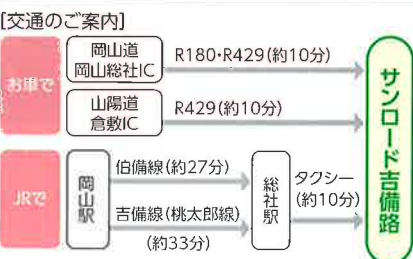 [交通のご案内]
お車で
岡山道
岡山総社IC
R180・R429(約10分)
山陽道
倉敷IC
R429(約10分)
JRで
岡山駅
伯備線(約27分)
吉備線(桃太郎線)
(約33分)
総社駅
タクシー
(約10分)
サンロード吉備路